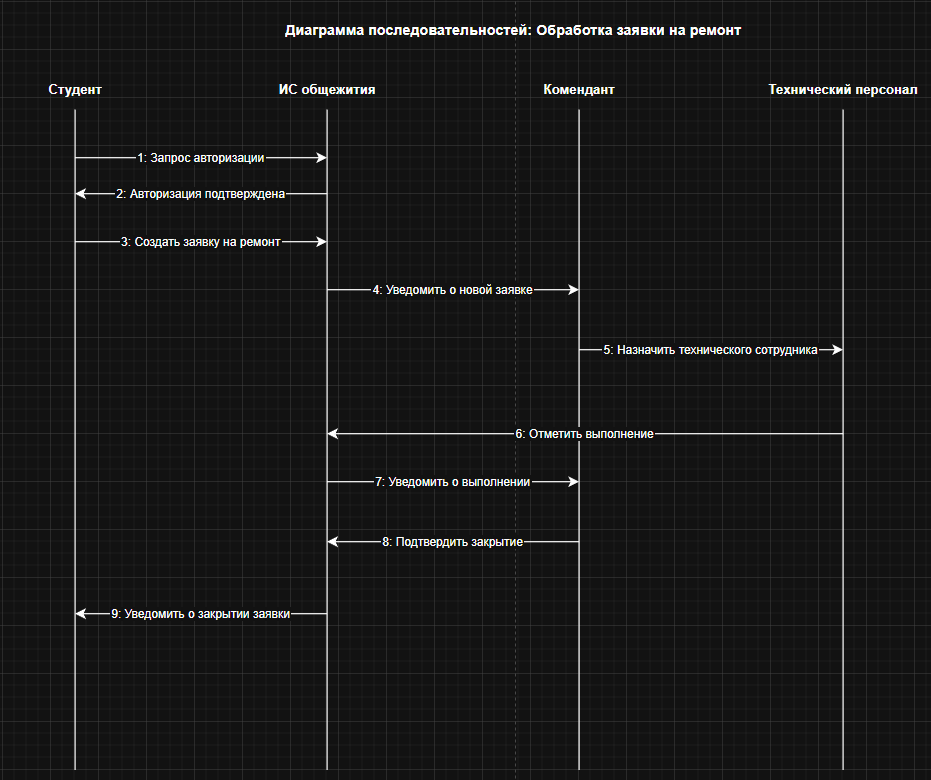 Диаграмма последовательностей: Обработка заявки на ремонт
Студент
ИС общежития
Комендант
Технический персонал
1: Запрос авторизации
2: Авторизация подтверждена
3: Создать заявку на ремонт
4: Уведомить о новой заявке
5: Назначить технического сотрудника
6: Отметить выполнение
7: Уведомить о выполнении
8: Подтвердить закрытие
9: Уведомить о закрытии заявки